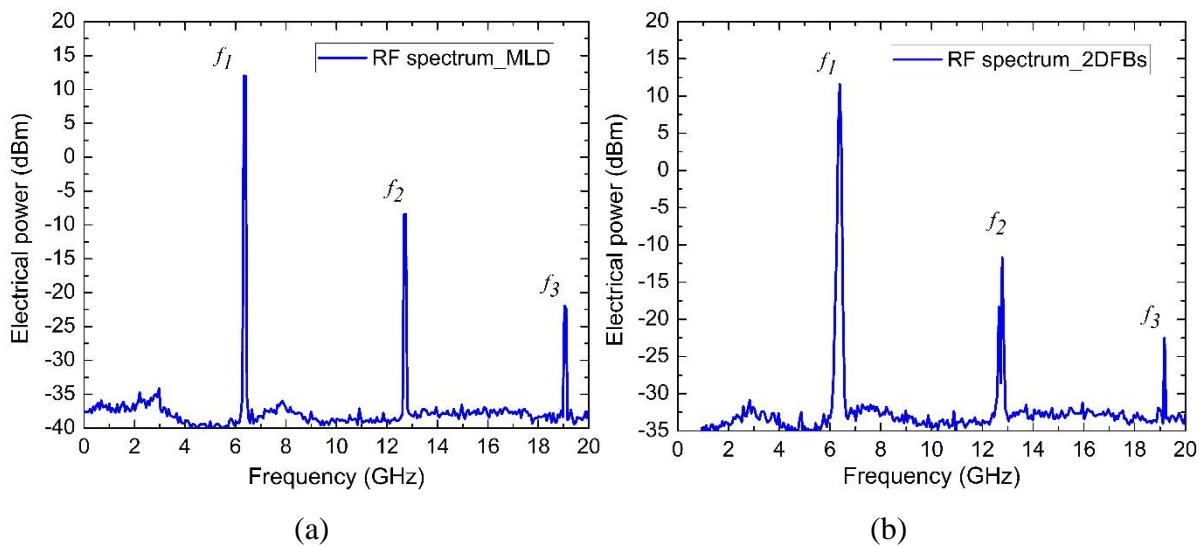 20
15
10
5
0
-5
-10
-15
-20
-25
-30
-35
-40
Electrical power (dBm)
f1
RF spectrum_MLD
f2
f3
0 2 4 6 8 10 12 14 16 18 20
Frequency (GHz)
(a)
20
15
10
5
0
-5
-10
-15
-20
-25
-30
-35
Electrical power (dBm)
f1
RF spectrum_2DFBs
f2
f3
0 2 4 6 8 10 12 14 16 18 20
Frequency (GHz)
(b)